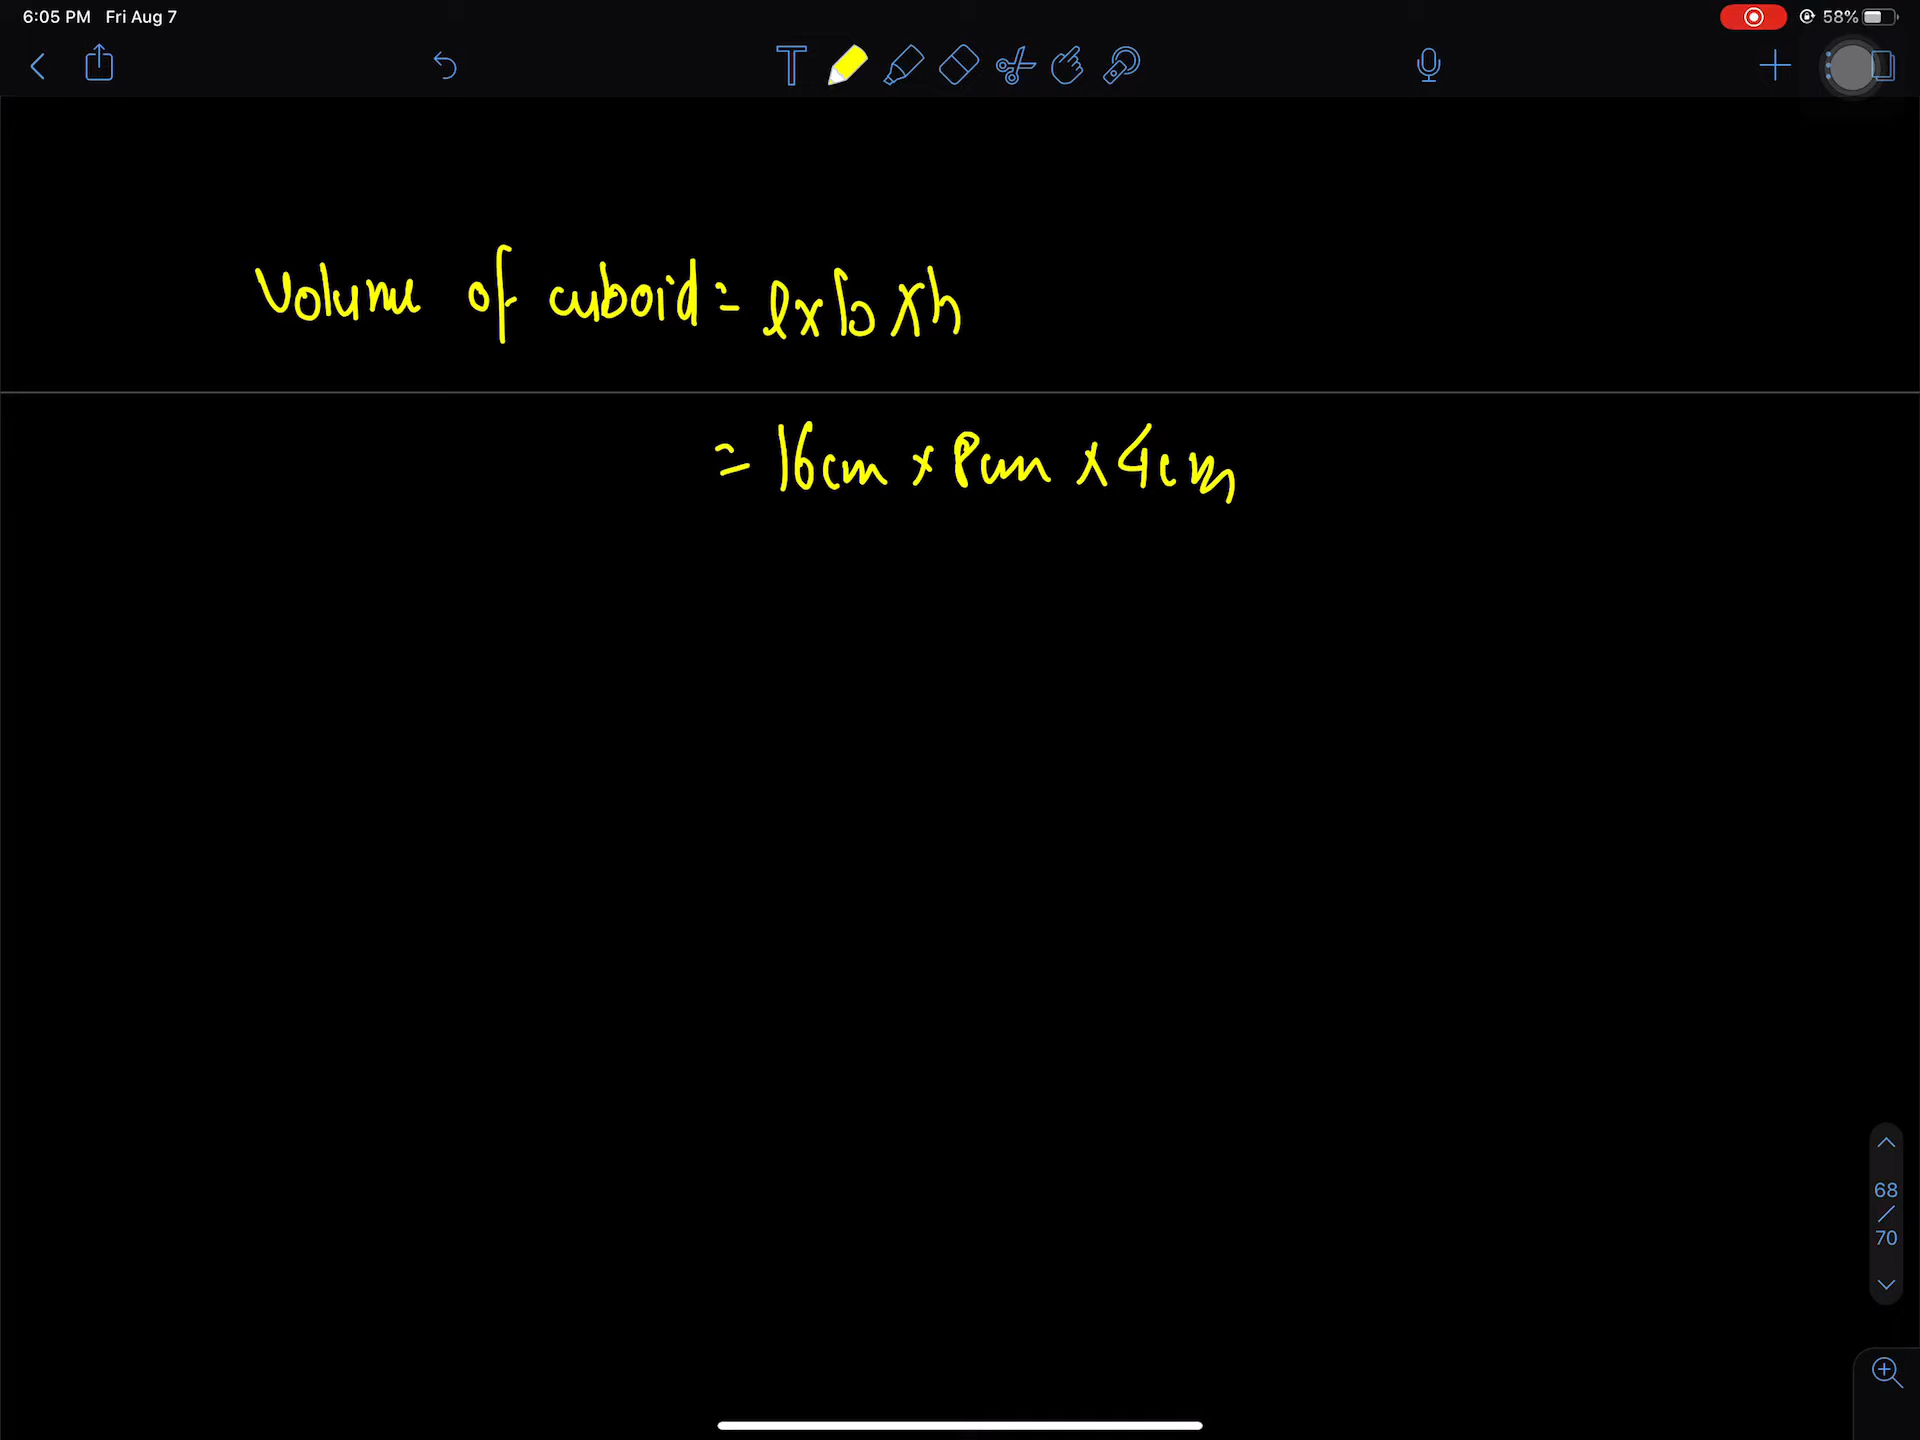 6:05 PM Fri Aug 7
58%
T
Volume of cuboid = l x b x h
= 16cm x 8cm x 4cm
68
/
70